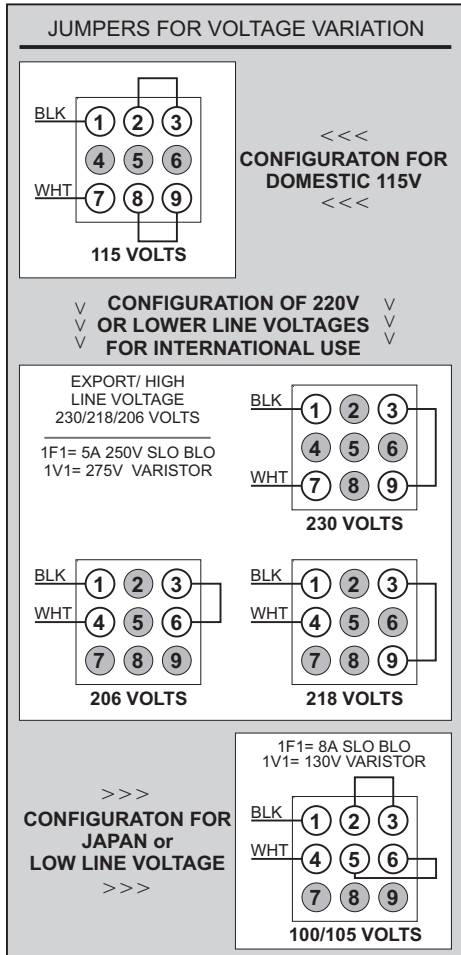 JUMPERS FOR VOLTAGE VARIATION
BLK 1 2 3
4 5 6
WHT 7 8 9
115 VOLTS
<<<
CONFIGURATON FOR
DOMESTIC 115V
<<<
V CONFIGURATION OF 220V V
V OR LOWER LINE VOLTAGES V
V FOR INTERNATIONAL USE V
EXPORT/ HIGH
LINE VOLTAGE
230/218/206 VOLTS
1F1= 5A 250V SLO BLO
1V1= 275V VARISTOR
BLK 1 2 3
4 5 6
WHT 7 8 9
230 VOLTS
BLK 1 2 3
WHT 4 5 6
7 8 9
206 VOLTS
BLK 1 2 3
WHT 4 5 6
7 8 9
218 VOLTS
>>>
CONFIGURATON FOR
JAPAN or
LOW LINE VOLTAGE
>>>
1F1= 8A SLO BLO
1V1= 130V VARISTOR
BLK 1 2 3
WHT 4 5 6
7 8 9
100/105 VOLTS